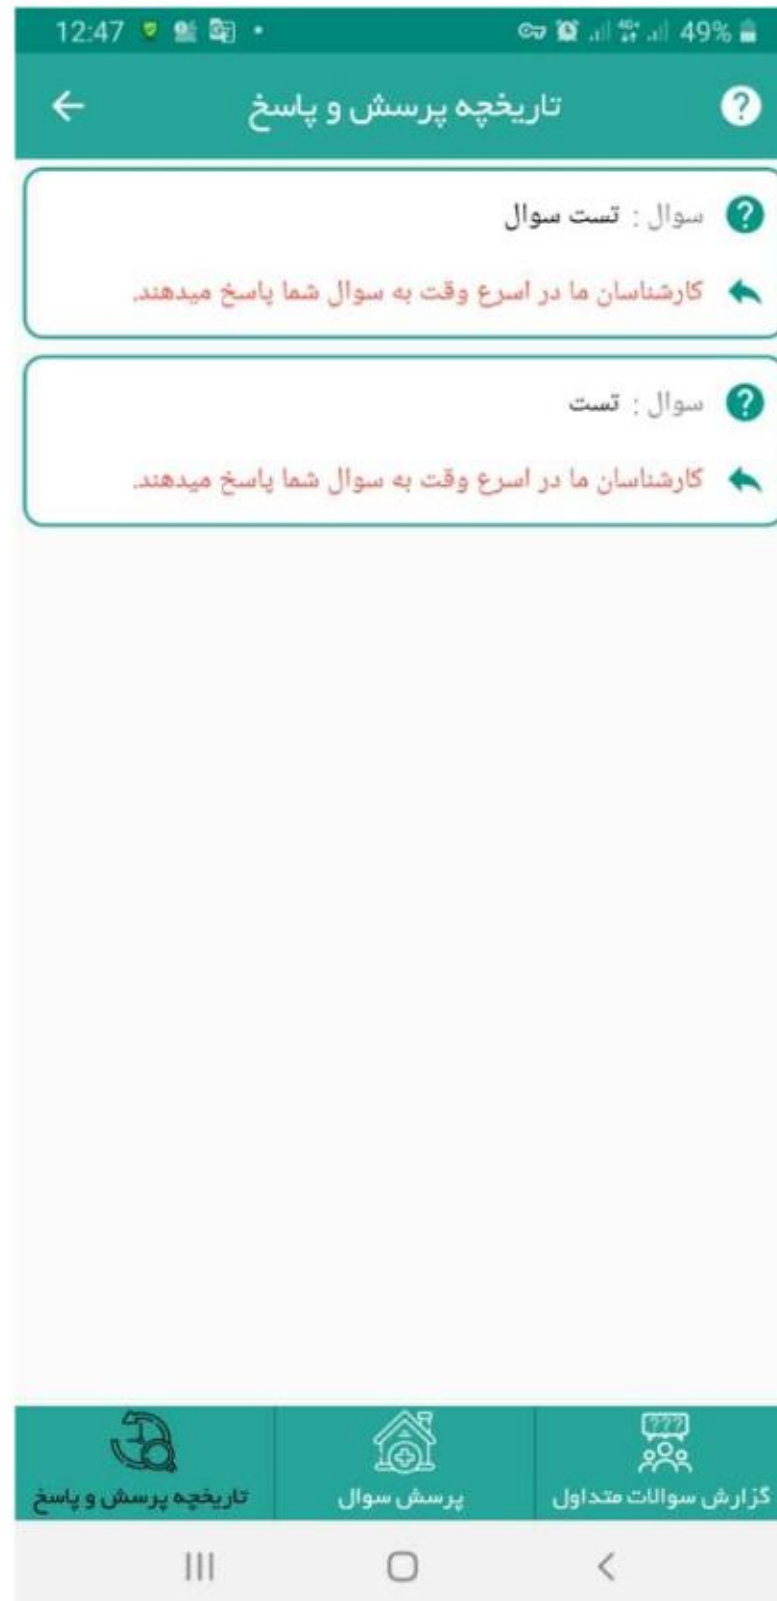 12:47
4G+ 49%
تاریخچه پرسش و پاسخ
سوال : تست سوال
کارشناسان ما در اسرع وقت به سوال شما پاسخ میدهند.
سوال : تست
کارشناسان ما در اسرع وقت به سوال شما پاسخ میدهند.
???
گزارش سوالات متداول
پرسش سوال
تاریخچه پرسش و پاسخ